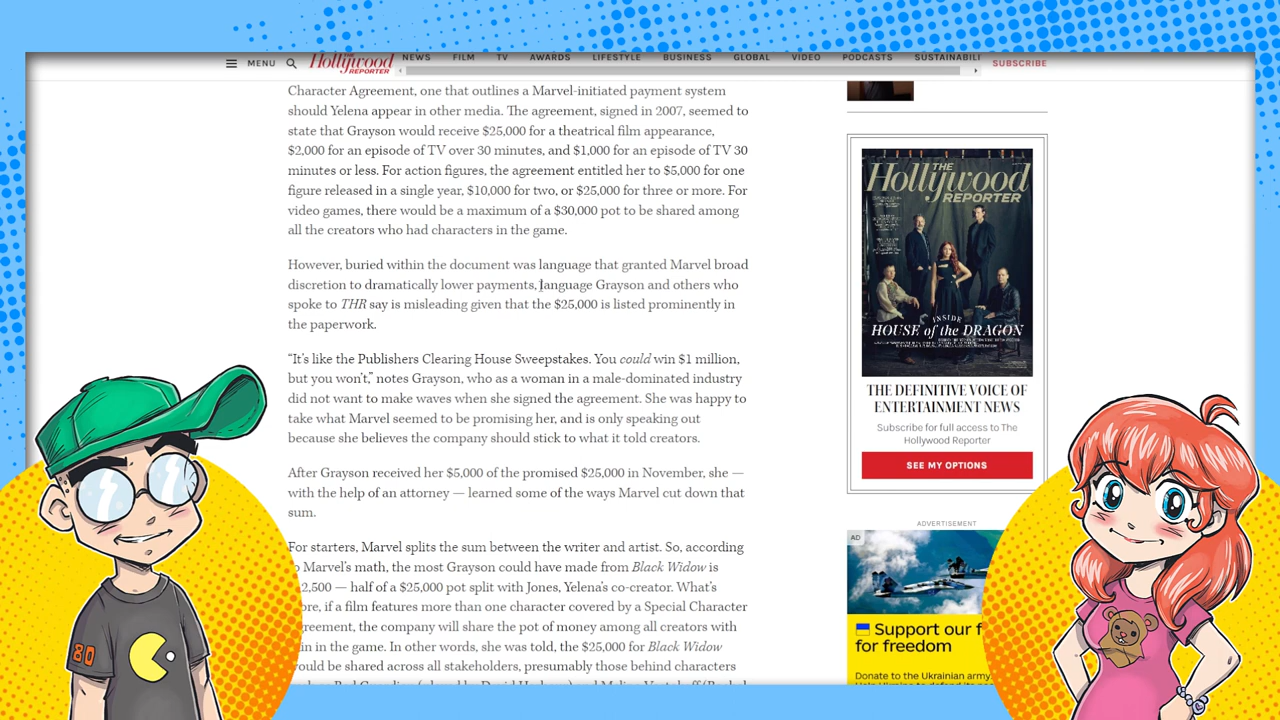 MENU
Hollywood
REPORTER
NEWS FILM TV AWARDS LIFESTYLE BUSINESS GLOBAL VIDEO PODCASTS SUSTAINABILI
SUBSCRIBE
Character Agreement, one that outlines a Marvel-initiated payment system
should Yelena appear in other media. The agreement, signed in 2007, seemed to
state that Grayson would receive $25,000 for a theatrical film appearance,
$2,000 for an episode of TV over 30 minutes, and $1,000 for an episode of TV 30
minutes or less. For action figures, the agreement entitled her to $5,000 for one
figure released in a single year, $10,000 for two, or $25,000 for three or more. For
video games, there would be a maximum of a $30,000 pot to be shared among
all the creators who had characters in the game.
However, buried within the document was language that granted Marvel broad
discretion to dramatically lower payments, language Grayson and others who
spoke to THR say is misleading given that the $25,000 is listed prominently in
the paperwork.
“It’s like the Publishers Clearing House Sweepstakes. You could win $1 million,
but you won’t,” notes Grayson, who as a woman in a male-dominated industry
did not want to make waves when she signed the agreement. She was happy to
take what Marvel seemed to be promising her, and is only speaking out
because she believes the company should stick to what it told creators.
After Grayson received her $5,000 of the promised $25,000 in November, she —
with the help of an attorney — learned some of the ways Marvel cut down that
sum.
For starters, Marvel splits the sum between the writer and artist. So, according
Marvel’s math, the most Grayson could have made from Black Widow is
2,500 — half of a $25,000 pot split with Jones, Yelena’s co-creator. What’s
ore, if a film features more than one character covered by a Special Character
greement, the company will share the pot of money among all creators with
in in the game. In other words, she was told, the $25,000 for Black Widow
ould be shared across all stakeholders, presumably those behind characters
THE
Hollywood
REPORTER
INSIDE
HOUSE of the DRAGON
THE DEFINITIVE VOICE OF
ENTERTAINMENT NEWS
Subscribe for full access to The
Hollywood Reporter
SEE MY OPTIONS
ADVERTISEMENT
AD
Support our f
for freedom
Donate to the Ukrainian army
80